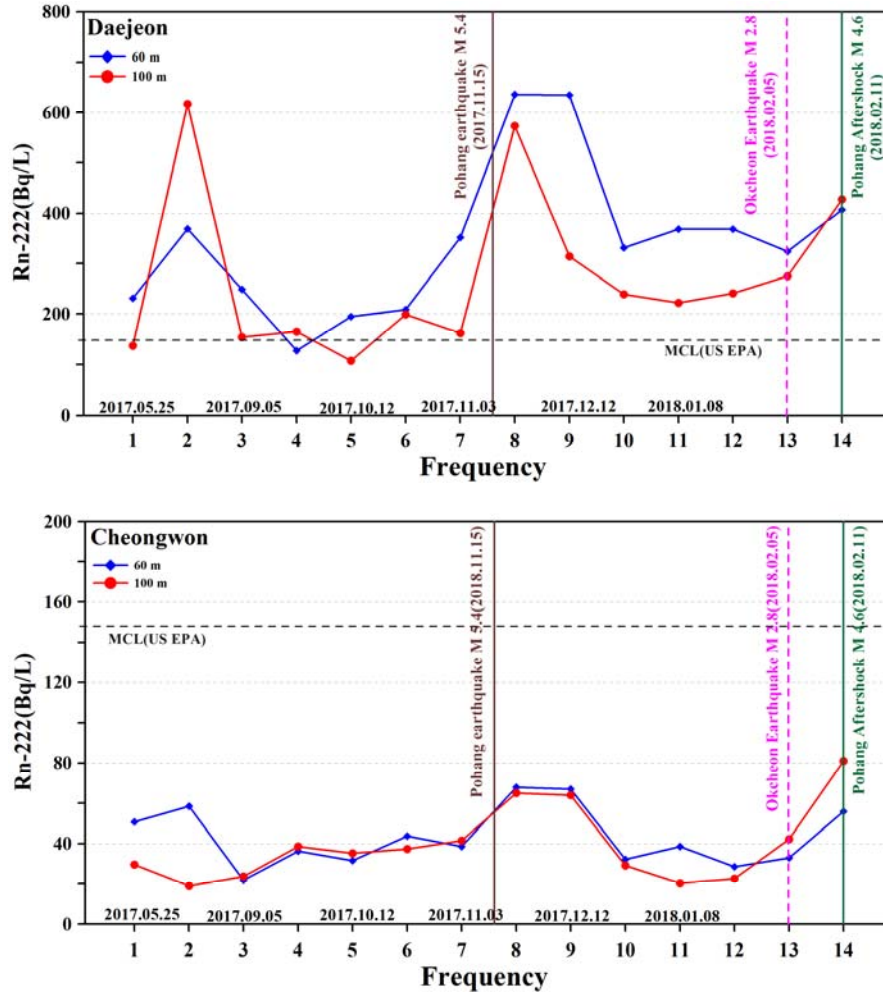 800
600
400
200
0
Rn-222(Bq/L)
Daejeon
60 m
100 m
Pohang earthquake M 5.4
(2017.11.15)
Okcheon Earthquake M 2.8
(2018.02.05)
Pohang Aftershock M 4.6
(2018.02.11)
MCL(US EPA)
2017.05.25 2017.09.05 2017.10.12 2017.11.03 2017.12.12 2018.01.08
1 2 3 4 5 6 7 8 9 10 11 12 13 14
Frequency
200
160
120
80
40
0
Rn-222(Bq/L)
Cheongwon
60 m
100 m
MCL(US EPA)
Pohang earthquake M 5.4(2018.11.15)
Okcheon Earthquake M 2.8(2018.02.05)
Pohang Aftershock M 4.6(2018.02.11)
2017.05.25 2017.09.05 2017.10.12 2017.11.03 2017.12.12 2018.01.08
1 2 3 4 5 6 7 8 9 10 11 12 13 14
Frequency